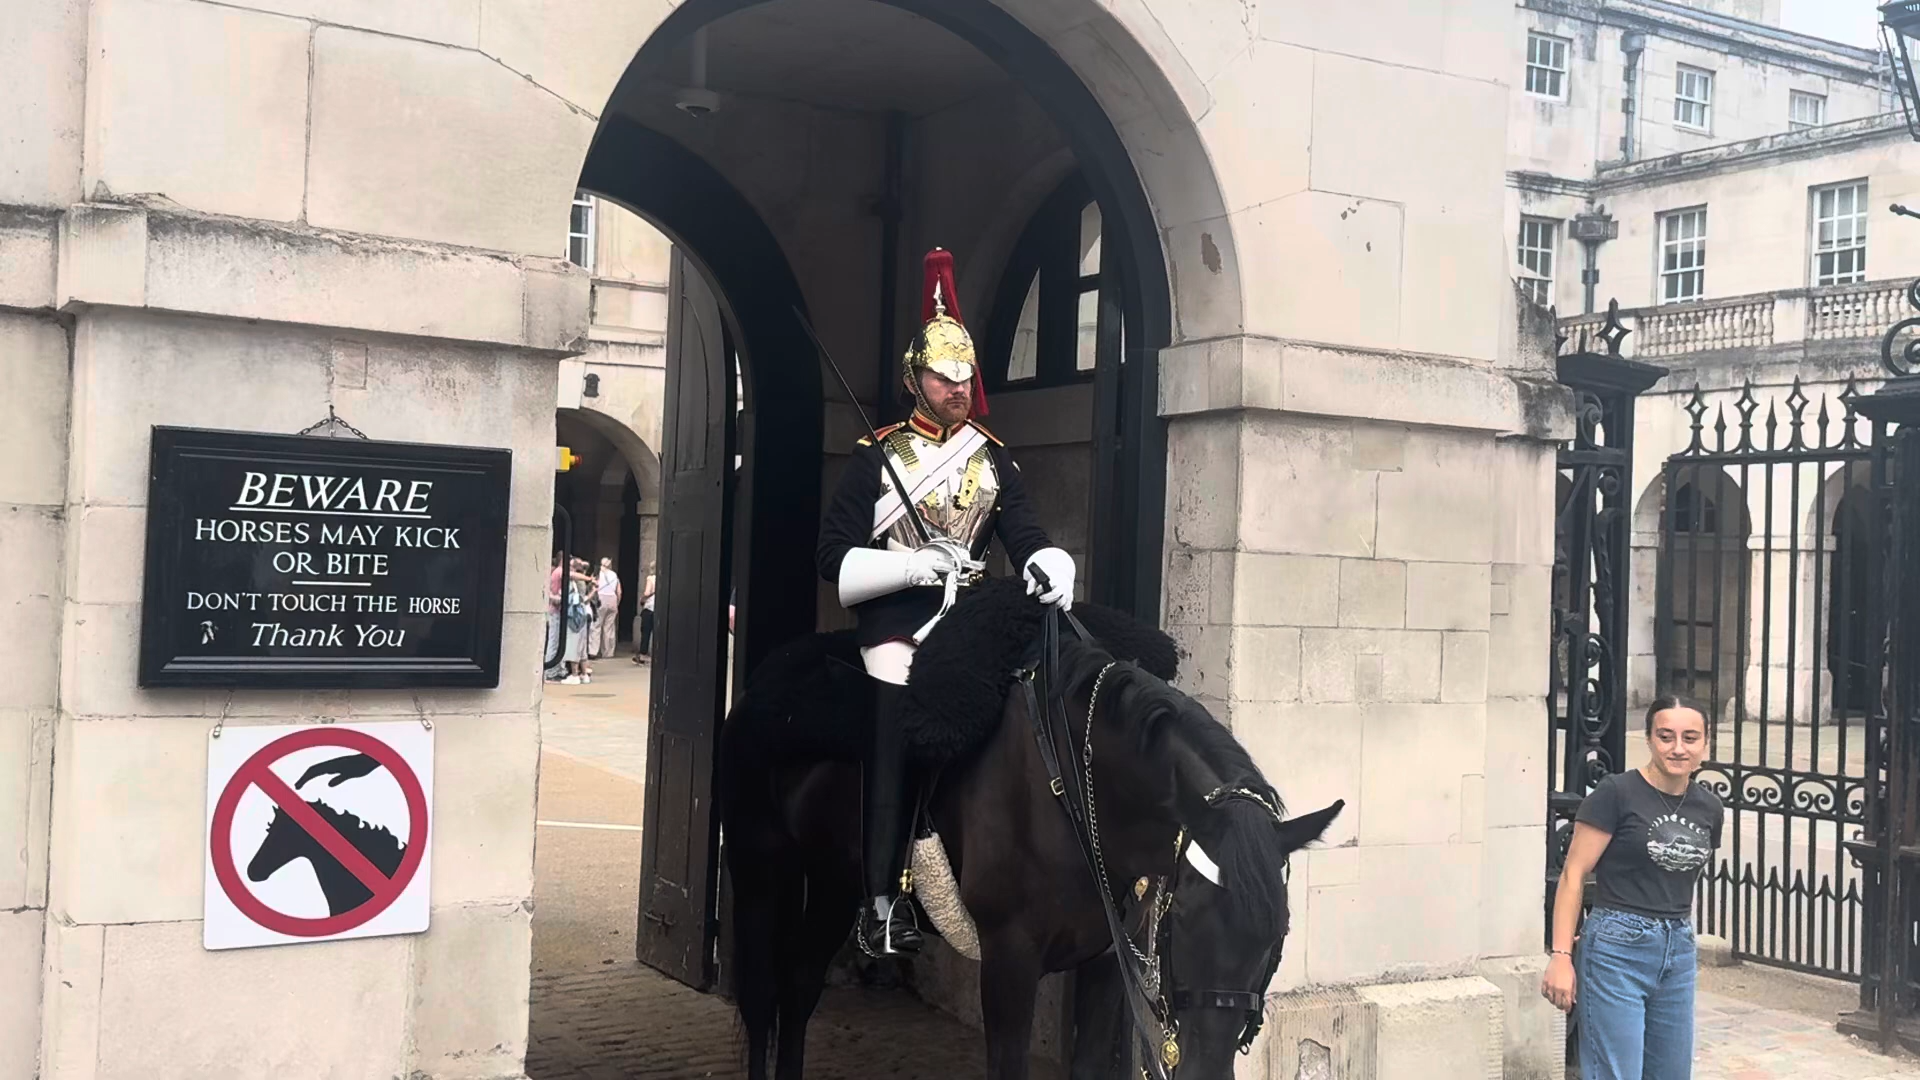 BEWARE
HORSES MAY KICK
OR BITE
DON'T TOUCH THE HORSE
Thank You